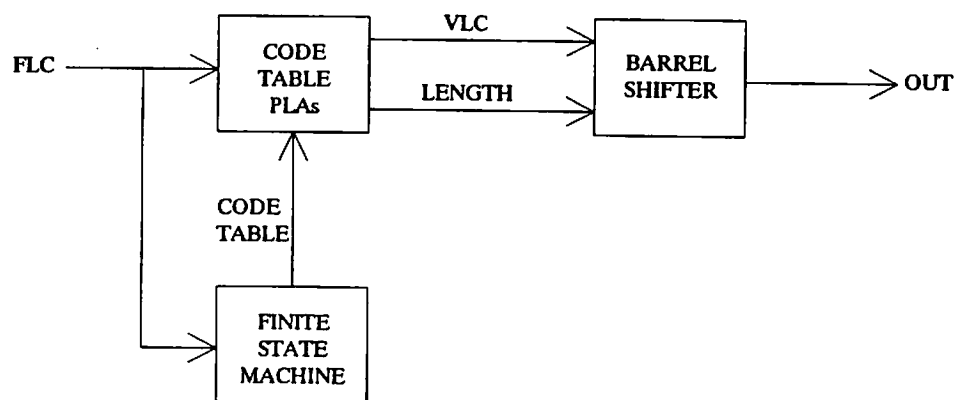 FLC
CODE
TABLE
PLAs
VLC
LENGTH
BARREL
SHIFTER
OUT
CODE
TABLE
FINITE
STATE
MACHINE